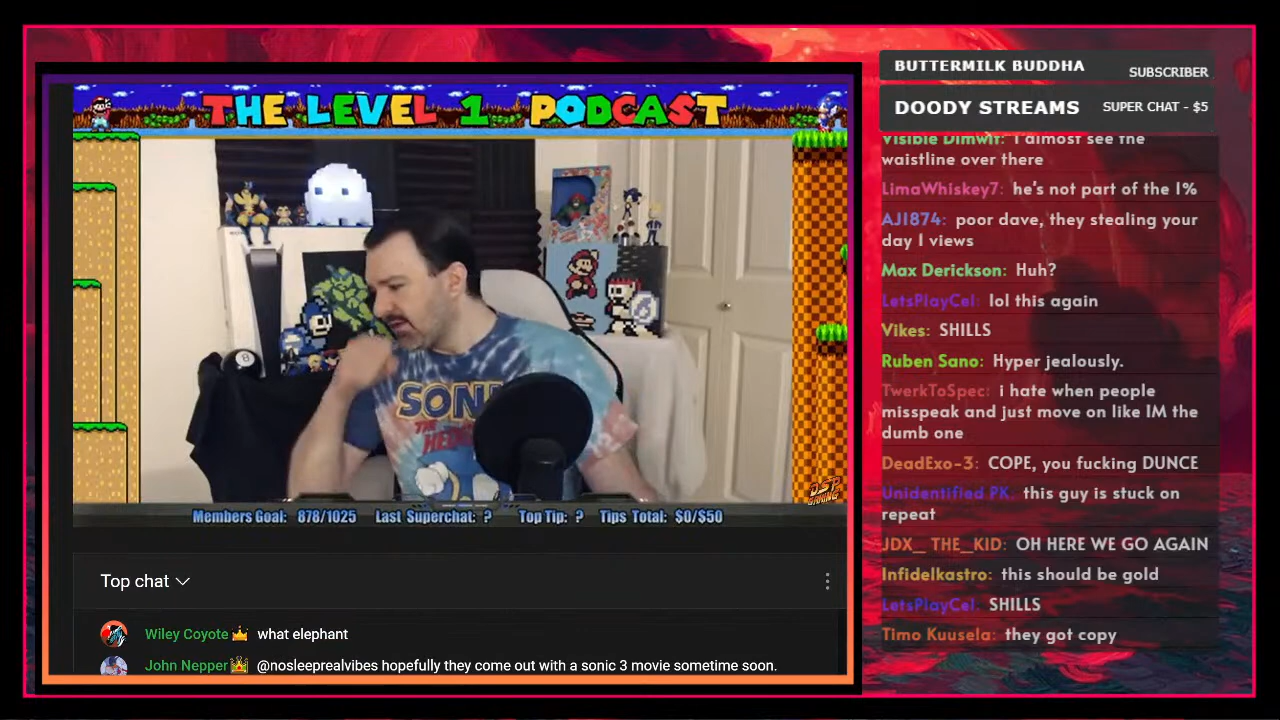 THE LEVEL 1 PODCAST
8
SONIC
THE
DSP
GAMING
Members Goal: 878/1025 Last Superchat: ? Top Tip: ? Tips Total: $0/$50
Top chat
Wiley Coyote what elephant
John Nepper @nosleeprealvibes hopefully they come out with a sonic 3 movie sometime soon.
BUTTERMILK BUDDHA SUBSCRIBER
DOODY STREAMS SUPER CHAT - $5
Visible Dimwit: I almost see the
waistline over there
LimaWhiskey7: he's not part of the 1%
AJ1874: poor dave, they stealing your
day 1 views
Max Derickson: Huh?
LetsPlayCel: lol this again
Vikes: SHILLS
Ruben Sano: Hyper jealously.
TwerkToSpec: i hate when people
misspeak and just move on like IM the
dumb one
DeadExo-3: COPE, you fucking DUNCE
Unidentified PK: this guy is stuck on
repeat
JDX_ THE_KID: OH HERE WE GO AGAIN
Infidelkastro: this should be gold
LetsPlayCel: SHILLS
Timo Kuusela: they got copy